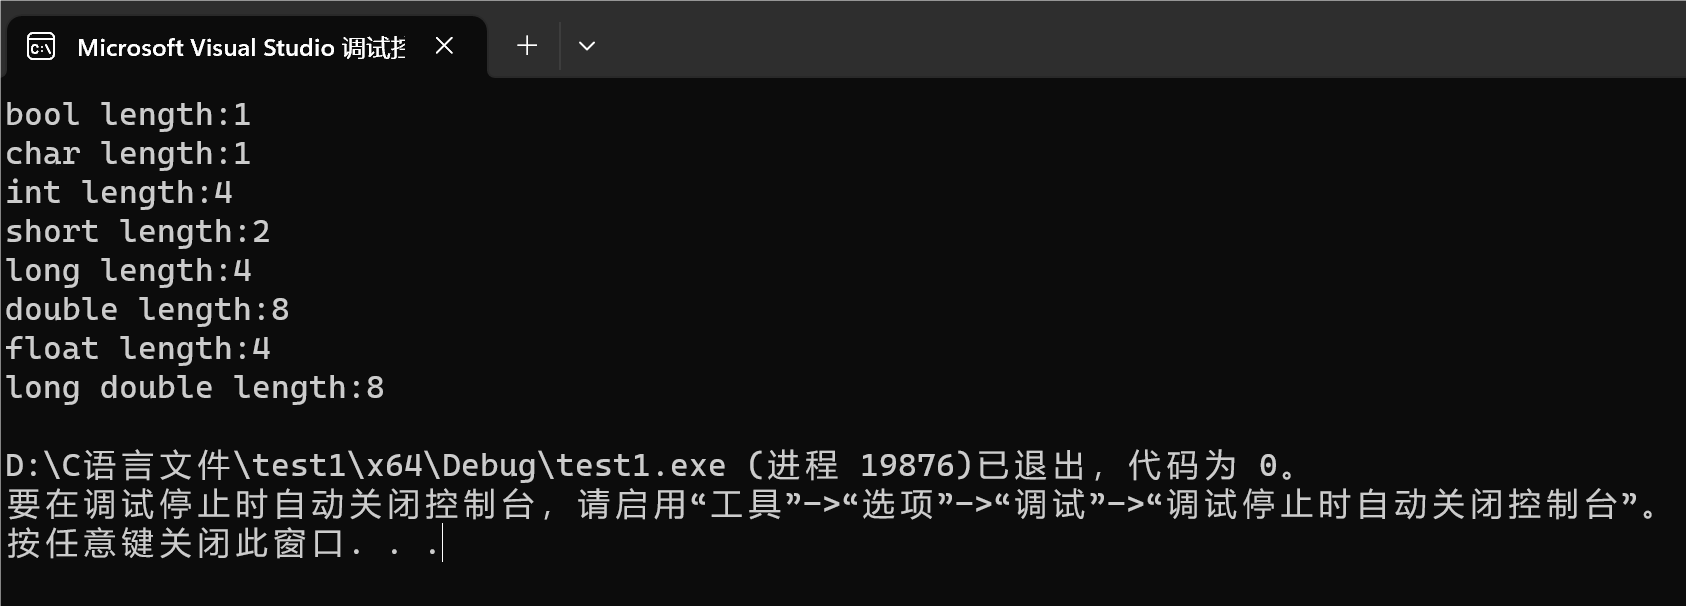 Microsoft Visual Studio 调试控
bool length:1
char length:1
int length:4
short length:2
long length:4
double length:8
float length:4
long double length:8
D:\C语言文件\test1\x64\Debug\test1.exe (进程 19876)已退出，代码为 0。
要在调试停止时自动关闭控制台，请启用“工具”->“选项”->“调试”->“调试停止时自动关闭控制台”。
按任意键关闭此窗口. . .